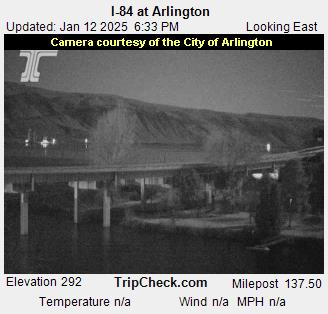 I-84 at Arlington
Updated: Jan 12 2025  6:33 PM  Looking East
Camera courtesy of the City of Arlington
Elevation 292  TripCheck.com  Milepost 137.50
Temperature n/a  Wind n/a  MPH n/a